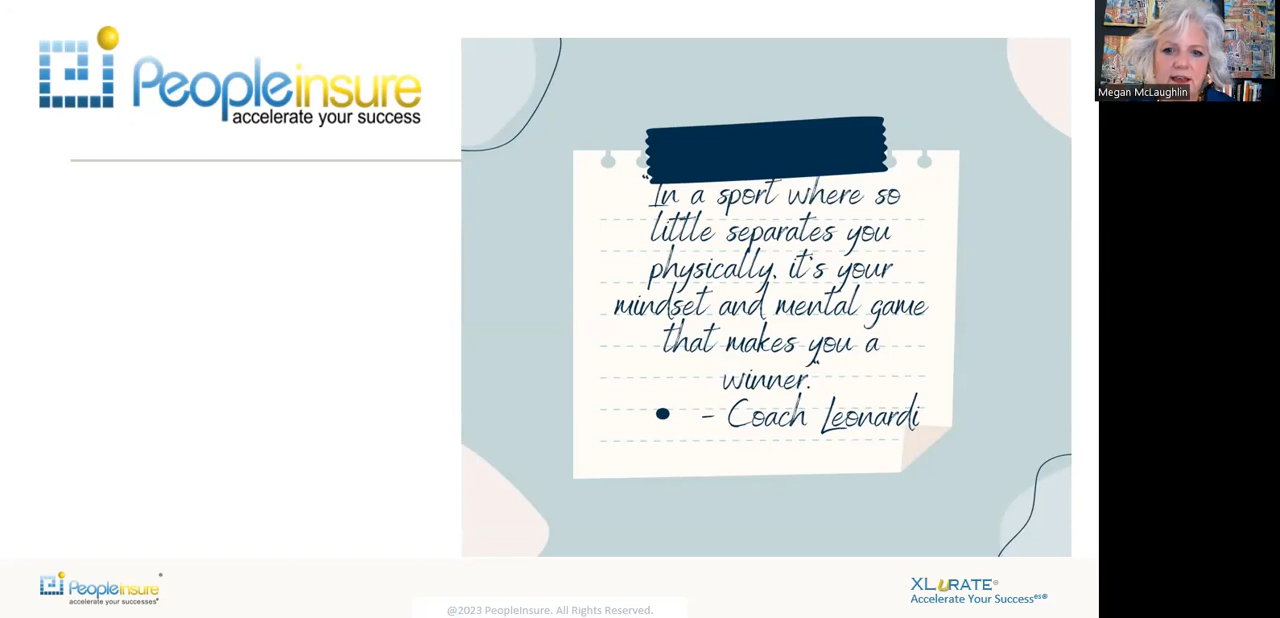 Peopleinsure
accelerate your success
Megan McLaughlin
"In a sport where so
little separates you
physically, it's your
mindset and mental game
that makes you a
winner."
• - Coach Leonardi
Peopleinsure®
accelerate your successes®
@2023 PeopleInsure. All Rights Reserved.
XLURATE®
Accelerate Your Success^es®